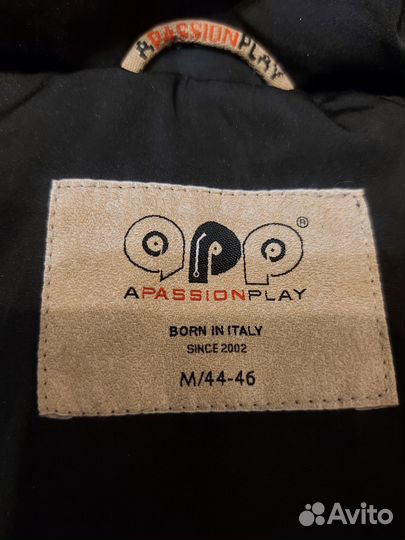 APASSIONPLAY
app®
APASSIONPLAY
BORN IN ITALY
SINCE 2002
M/44-46
Avito